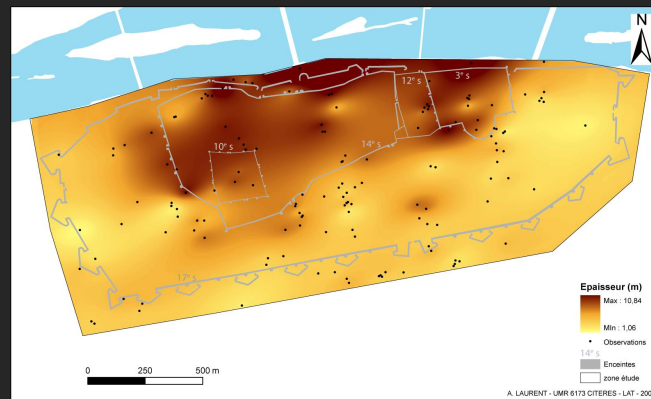 N
12e s
3e s
10e s
14e s
17e s
Epaisseur (m)
Max : 10,84
MIn : 1,06
Observations
14e s
Enceintes
zone étude
0 250 500 m
A. LAURENT - UMR 6173 CITERES - LAT - 200